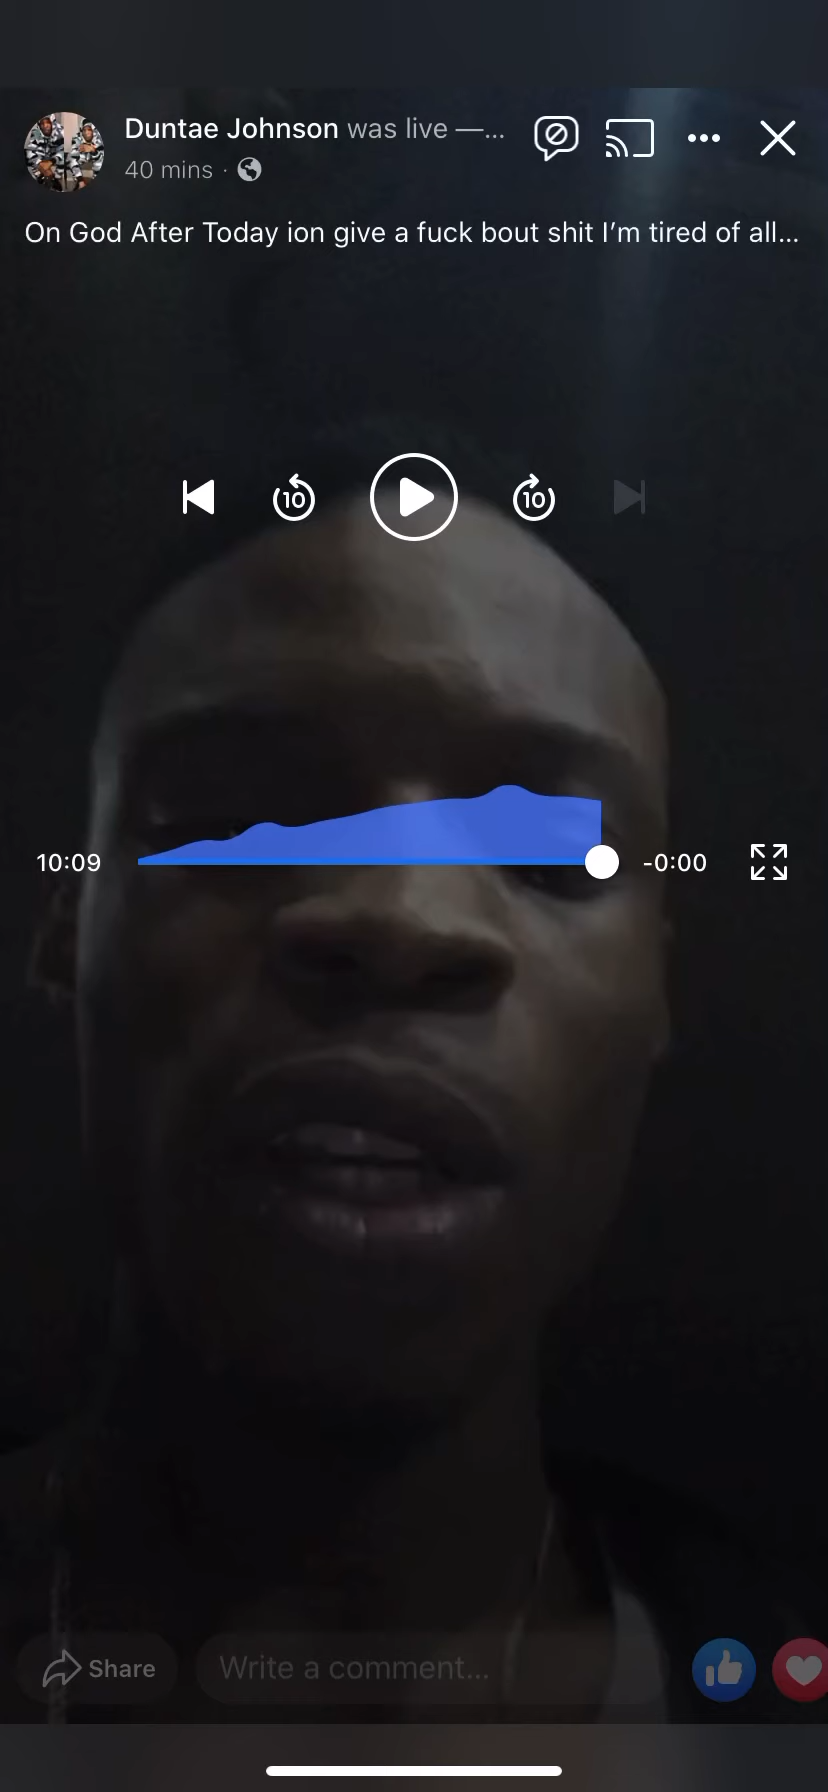 Duntae Johnson was live —...
40 mins ·
On God After Today ion give a fuck bout shit I’m tired of all...
10
10
10:09
-0:00
Share
Write a comment...